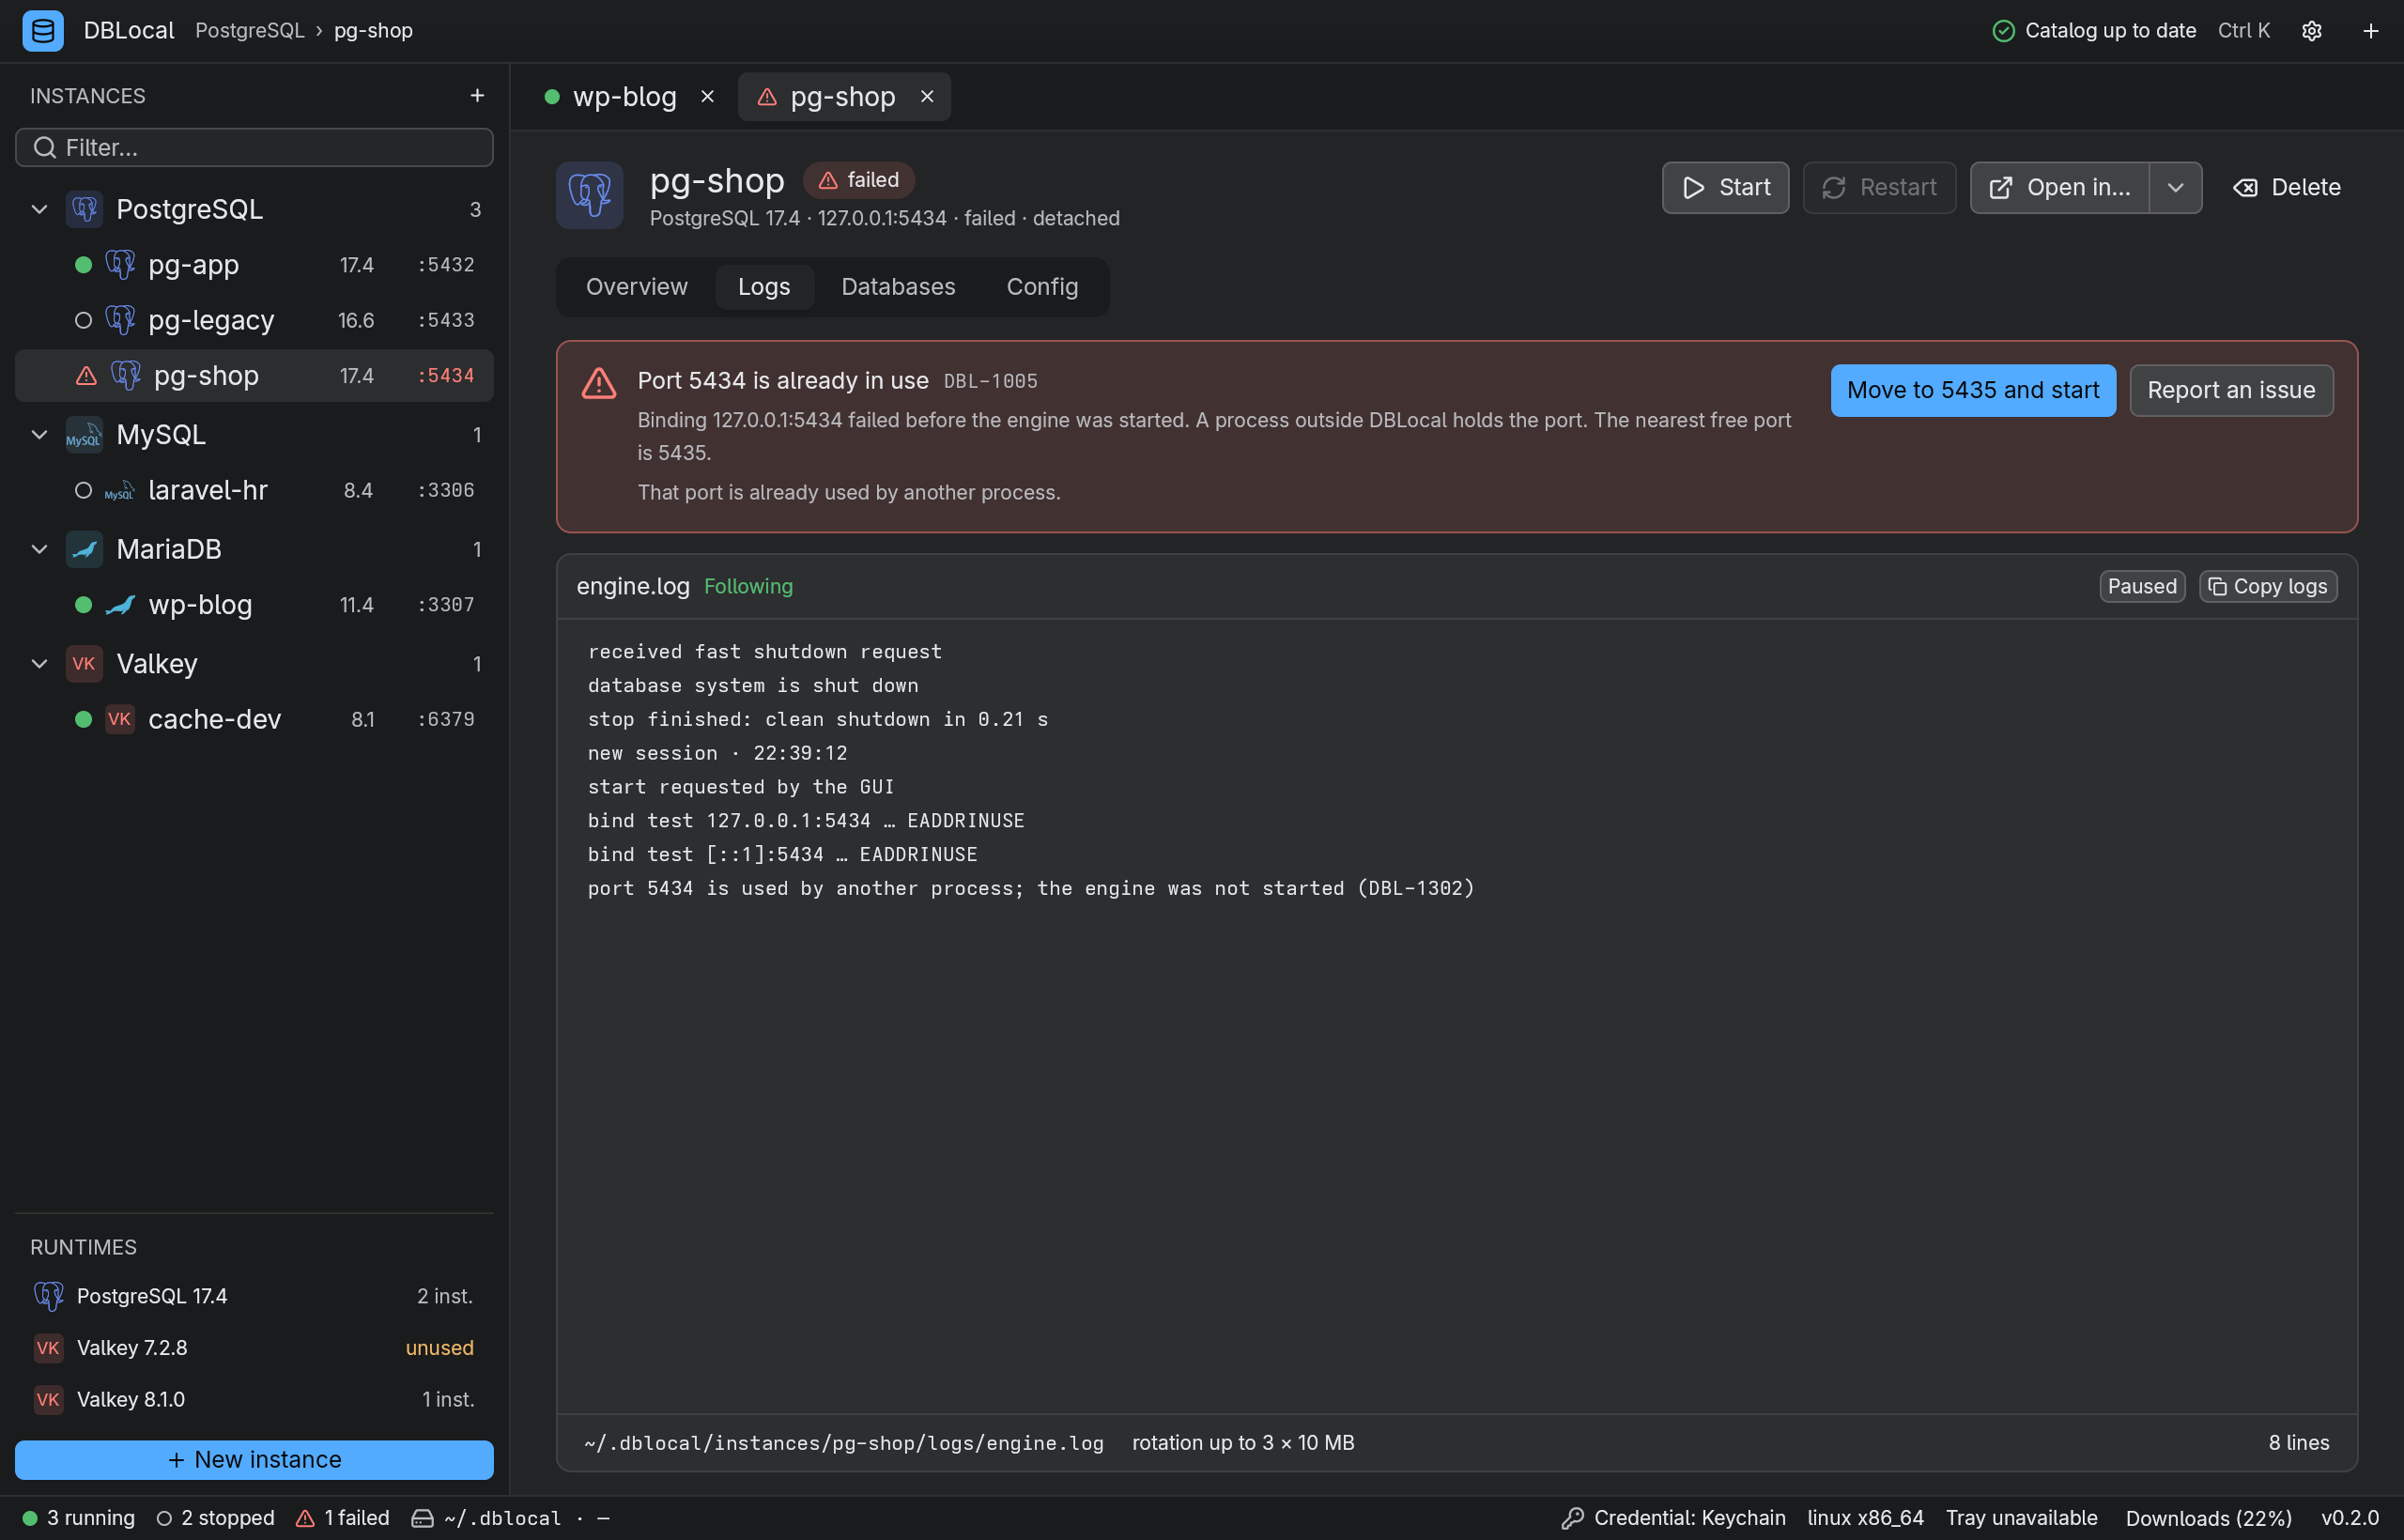 DBLocal PostgreSQL › pg-shop
Catalog up to date Ctrl K
INSTANCES
Filter...
PostgreSQL 3
pg-app 17.4 :5432
pg-legacy 16.6 :5433
pg-shop 17.4 :5434
MySQL MySQL 1
MySQL laravel-hr 8.4 :3306
MariaDB 1
wp-blog 11.4 :3307
VK Valkey 1
VK cache-dev 8.1 :6379
RUNTIMES
PostgreSQL 17.4 2 inst.
VK Valkey 7.2.8 unused
VK Valkey 8.1.0 1 inst.
+ New instance
wp-blog pg-shop
pg-shop failed
PostgreSQL 17.4 · 127.0.0.1:5434 · failed · detached
Start Restart Open in... Delete
Overview Logs Databases Config
Port 5434 is already in use DBL-1005
Binding 127.0.0.1:5434 failed before the engine was started. A process outside DBLocal holds the port. The nearest free port
is 5435.
That port is already used by another process.
Move to 5435 and start Report an issue
engine.log Following Paused Copy logs
received fast shutdown request
database system is shut down
stop finished: clean shutdown in 0.21 s
new session · 22:39:12
start requested by the GUI
bind test 127.0.0.1:5434 … EADDRINUSE
bind test [::1]:5434 … EADDRINUSE
port 5434 is used by another process; the engine was not started (DBL-1302)
~/.dblocal/instances/pg-shop/logs/engine.log rotation up to 3 × 10 MB 8 lines
3 running 2 stopped 1 failed ~/.dblocal · — Credential: Keychain linux x86_64 Tray unavailable Downloads (22%) v0.2.0